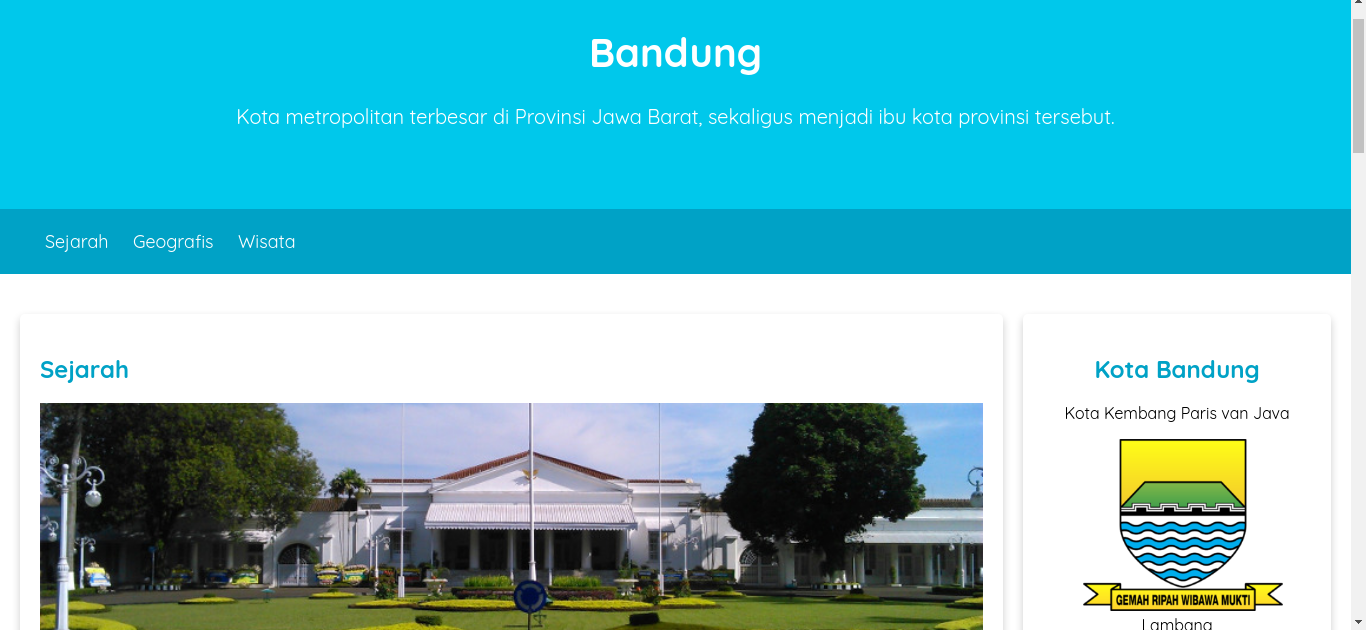 Bandung
Kota metropolitan terbesar di Provinsi Jawa Barat, sekaligus menjadi ibu kota provinsi tersebut.
Sejarah
Geografis
Wisata
Sejarah
Kota Bandung
Kota Kembang Paris van Java
GEMAH RIPAH WIBAWA MUKTI
Lambang